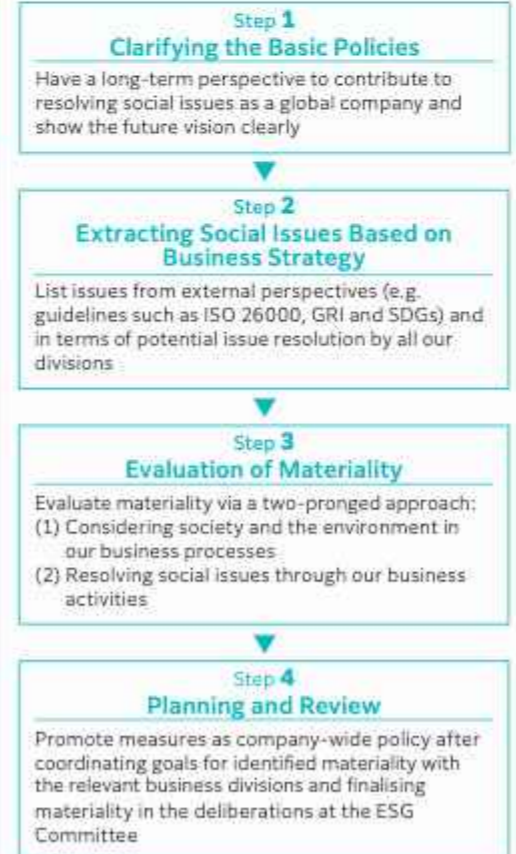 Step 1
Clarifying the Basic Policies
Have a long-term perspective to contribute to
resolving social issues as a global company and
show the future vision clearly
Step 2
Extracting Social Issues Based on
Business Strategy
List issues from external perspectives (e.g.
guidelines such as ISO 26000, GRI and SDGs) and
in terms of potential issue resolution by all our
divisions
Step 3
Evaluation of Materiality
Evaluate materiality via a two-pronged approach:
(1) Considering society and the environment in
our business processes
(2) Resolving social issues through our business
activities
Step 4
Planning and Review
Promote measures as company-wide policy after
coordinating goals for identified materiality with
the relevant business divisions and finalising
materiality in the deliberations at the ESG
Committee